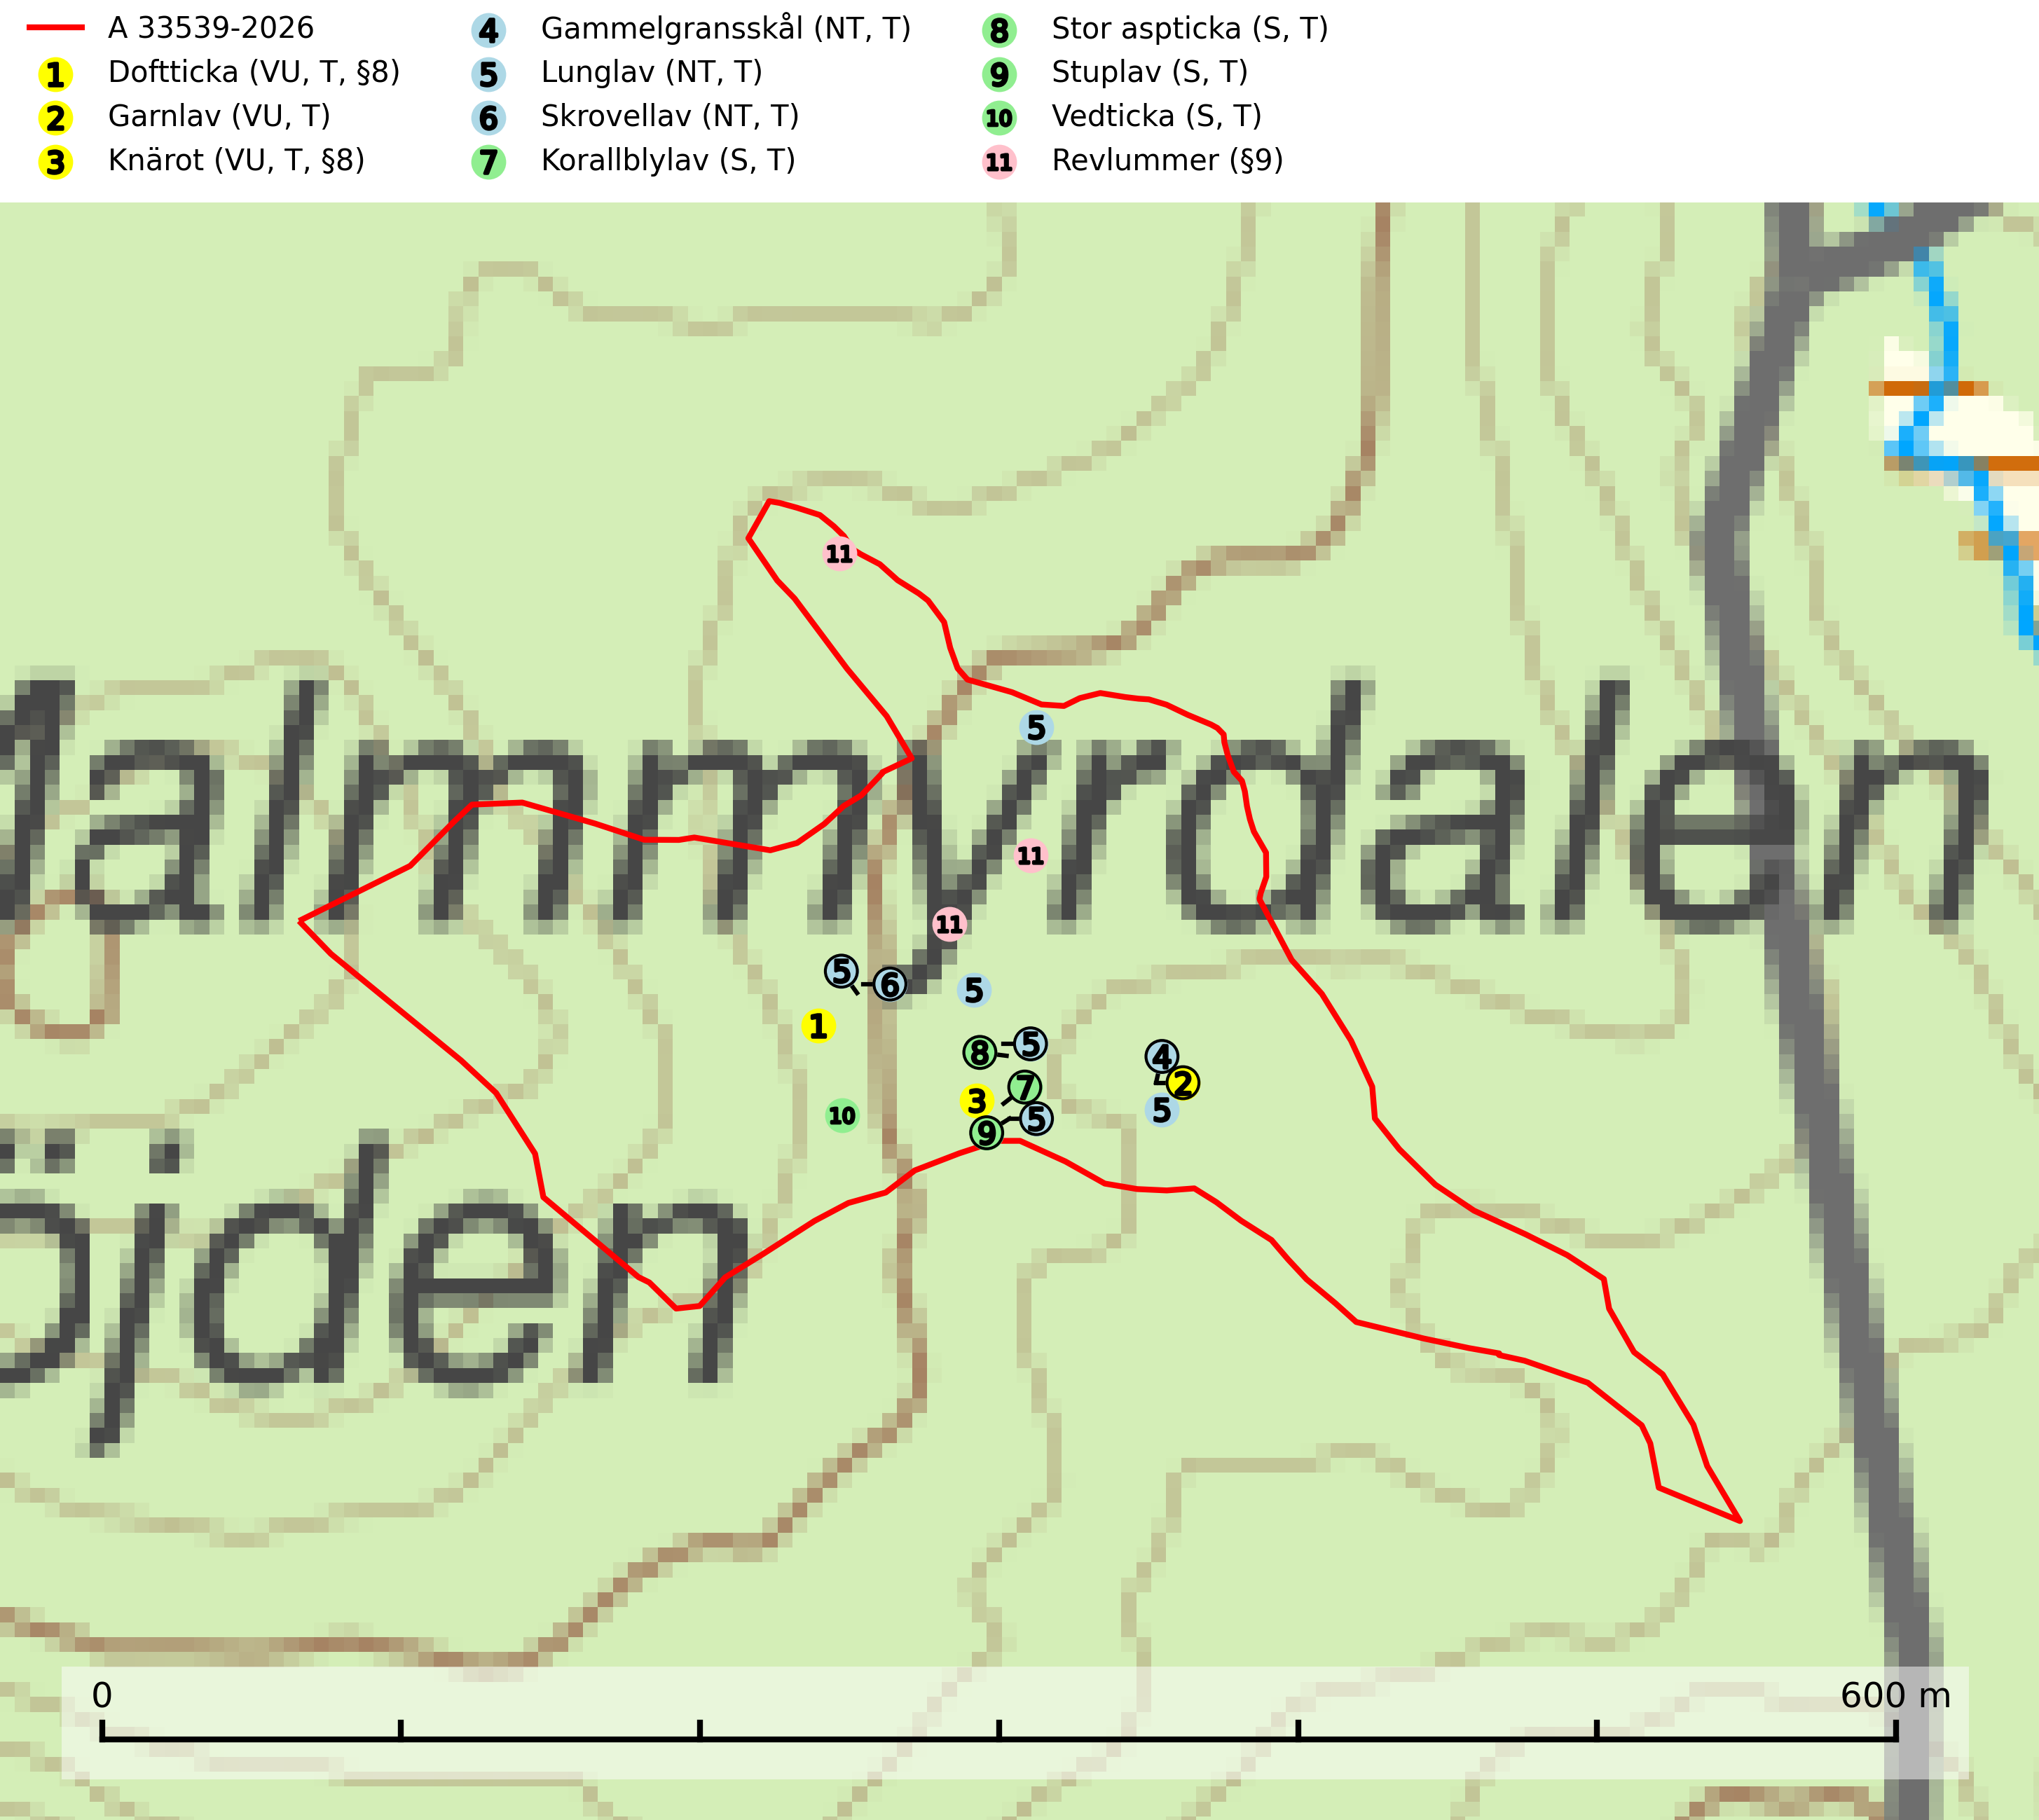 A 33539-2026
1 Doftticka (VU, T, §8)
2 Garnlav (VU, T)
3 Knärot (VU, T, §8)
4 Gammelgransskål (NT, T)
5 Lunglav (NT, T)
6 Skrovellav (NT, T)
7 Korallblylav (S, T)
8 Stor aspticka (S, T)
9 Stuplav (S, T)
10 Vedticka (S, T)
11 Revlummer (§9)
11
5
almmyrdalen
11
11
5 6 5
1
8 5 4
7 2
3 5
10 5
9
jden
0 600 m